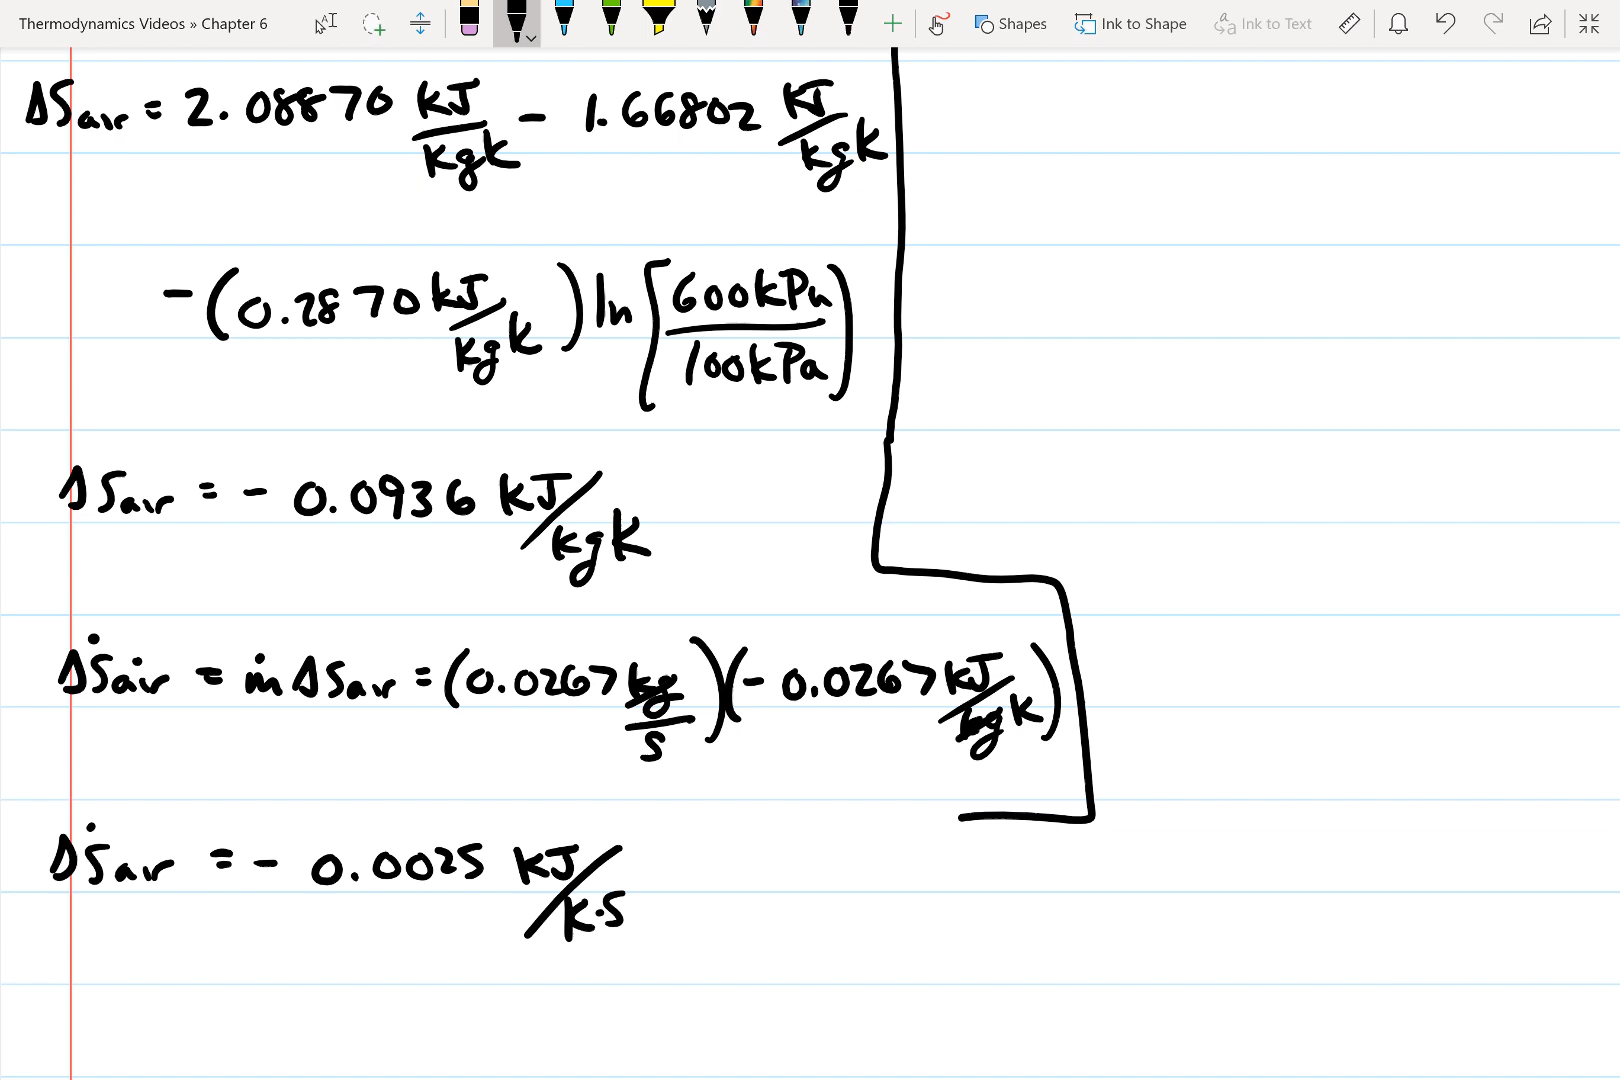 Thermodynamics Videos » Chapter 6 Shapes Ink to Shape Ink to Text
ΔSair = 2.08870 kJ/kgK - 1.66802 kJ/kgK
-(0.2870 kJ/kgK) ln[600kPa/100kPa)
ΔSair = - 0.0936 kJ/kgK
ΔṠair = ṁ ΔSair = (0.0267 kg/s)(-0.0267 kJ/kgK)
ΔṠair = - 0.0025 kJ/K·S